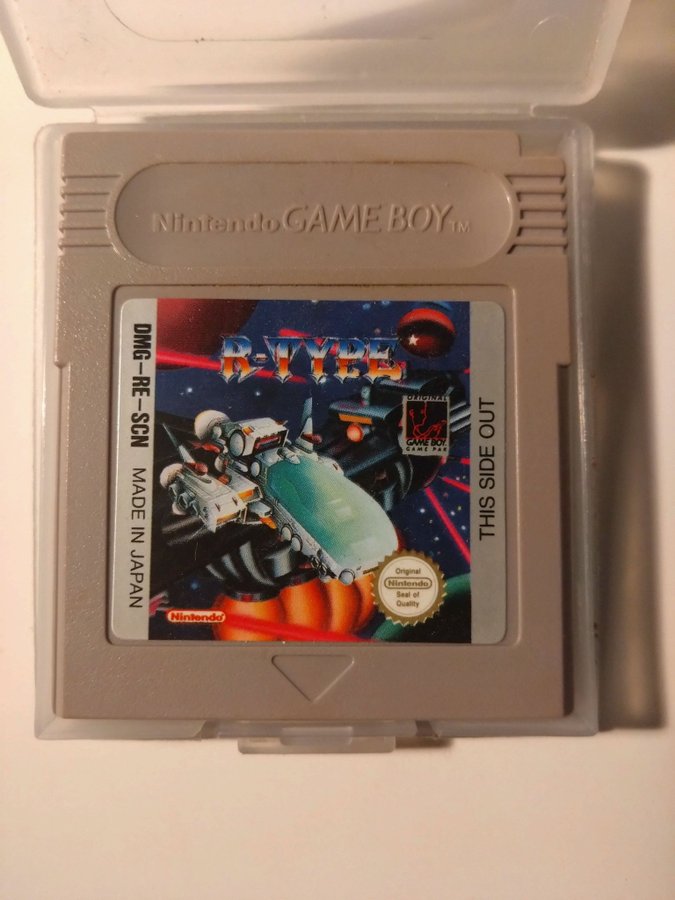 Nintendo GAME BOY TM
R-TYPE
DMG-RE-SCN MADE IN JAPAN
ORIGINAL
GAME BOY
GAME PAK
THIS SIDE OUT
Original
Nintendo
Seal of
Quality
Nintendo